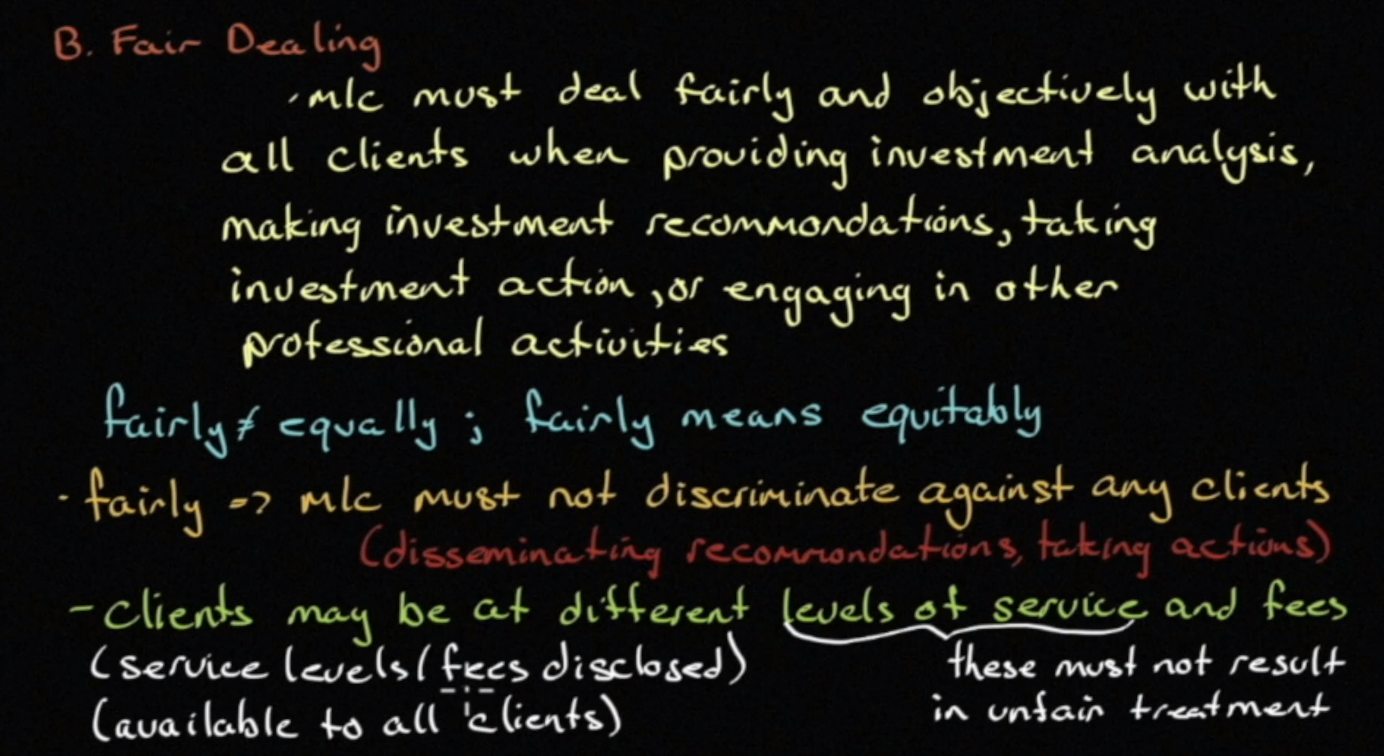 B. Fair Dealing
· mlc must deal fairly and objectively with
all clients when providing investment analysis,
making investment recommondations, taking
investment action, or engaging in other
professional activities
fairly ≠ equally ; fairly means equitably
· fairly => mlc must not discriminate against any clients
(disseminating recommondations, taking actions)
- clients may be at different levels of service and fees
(service levels/fees disclosed) these must not result
(available to all clients) in unfair treatment